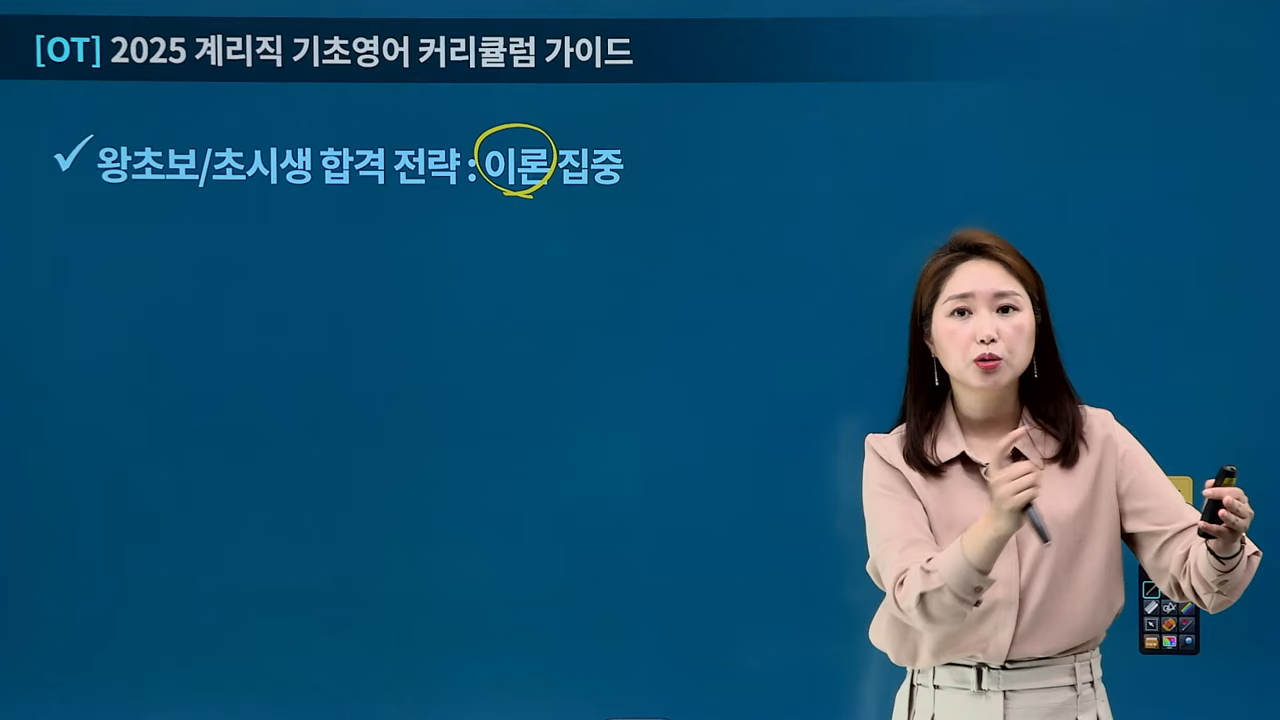 [OT] 2025 계리직 기초영어 커리큘럼 가이드
✓ 왕초보/초시생 합격 전략 : 이론 집중